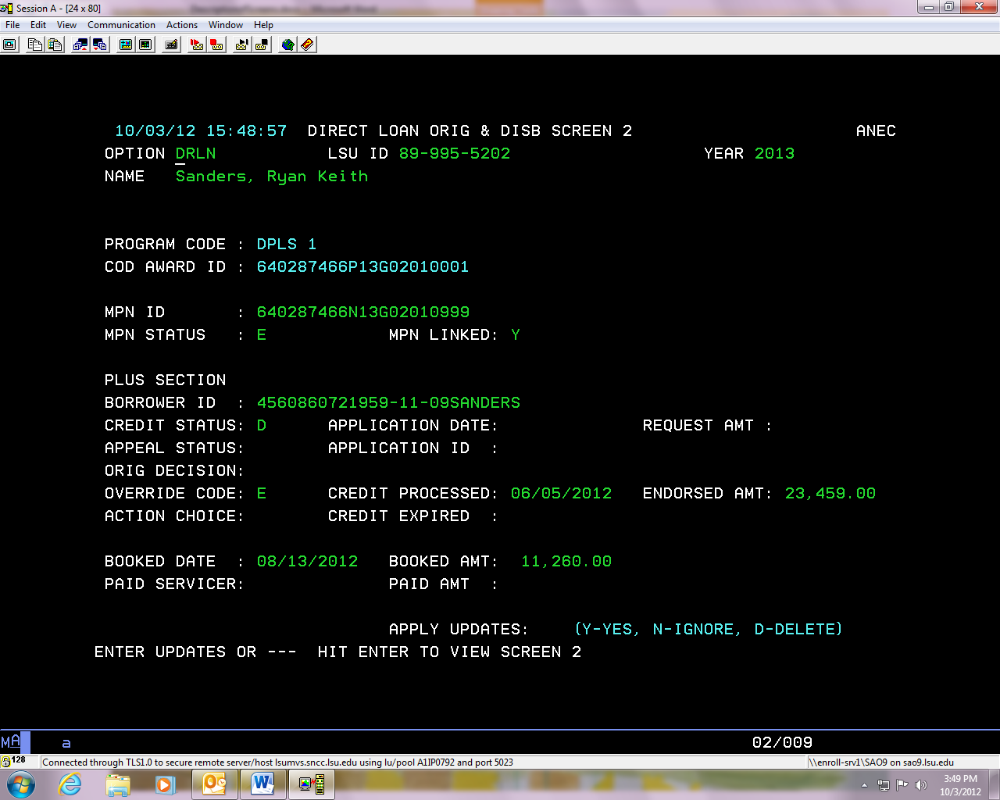 Session A - [24 x 80]
File Edit View Communication Actions Window Help
10/03/12 15:48:57 DIRECT LOAN ORIG & DISB SCREEN 2 ANEC
OPTION DRLN LSU ID 89-995-5202 YEAR 2013
NAME Sanders, Ryan Keith
PROGRAM CODE : DPLS 1
COD AWARD ID : 640287466P13G02010001
MPN ID : 640287466N13G02010999
MPN STATUS : E MPN LINKED: Y
PLUS SECTION
BORROWER ID : 4560860721959-11-09SANDERS
CREDIT STATUS: D APPLICATION DATE: REQUEST AMT :
APPEAL STATUS: APPLICATION ID :
ORIG DECISION:
OVERRIDE CODE: E CREDIT PROCESSED: 06/05/2012 ENDORSED AMT: 23,459.00
ACTION CHOICE: CREDIT EXPIRED :
BOOKED DATE : 08/13/2012 BOOKED AMT: 11,260.00
PAID SERVICER: PAID AMT :
APPLY UPDATES: (Y-YES, N-IGNORE, D-DELETE)
ENTER UPDATES OR --- HIT ENTER TO VIEW SCREEN 2
MA a 02/009
128 Connected through TLS1.0 to secure remote server/host lsumvs.sncc.lsu.edu using lu/pool A1IP0792 and port 5023 \\enroll-srv1\SAO9 on sao9.lsu.edu
3:49 PM
10/3/2012